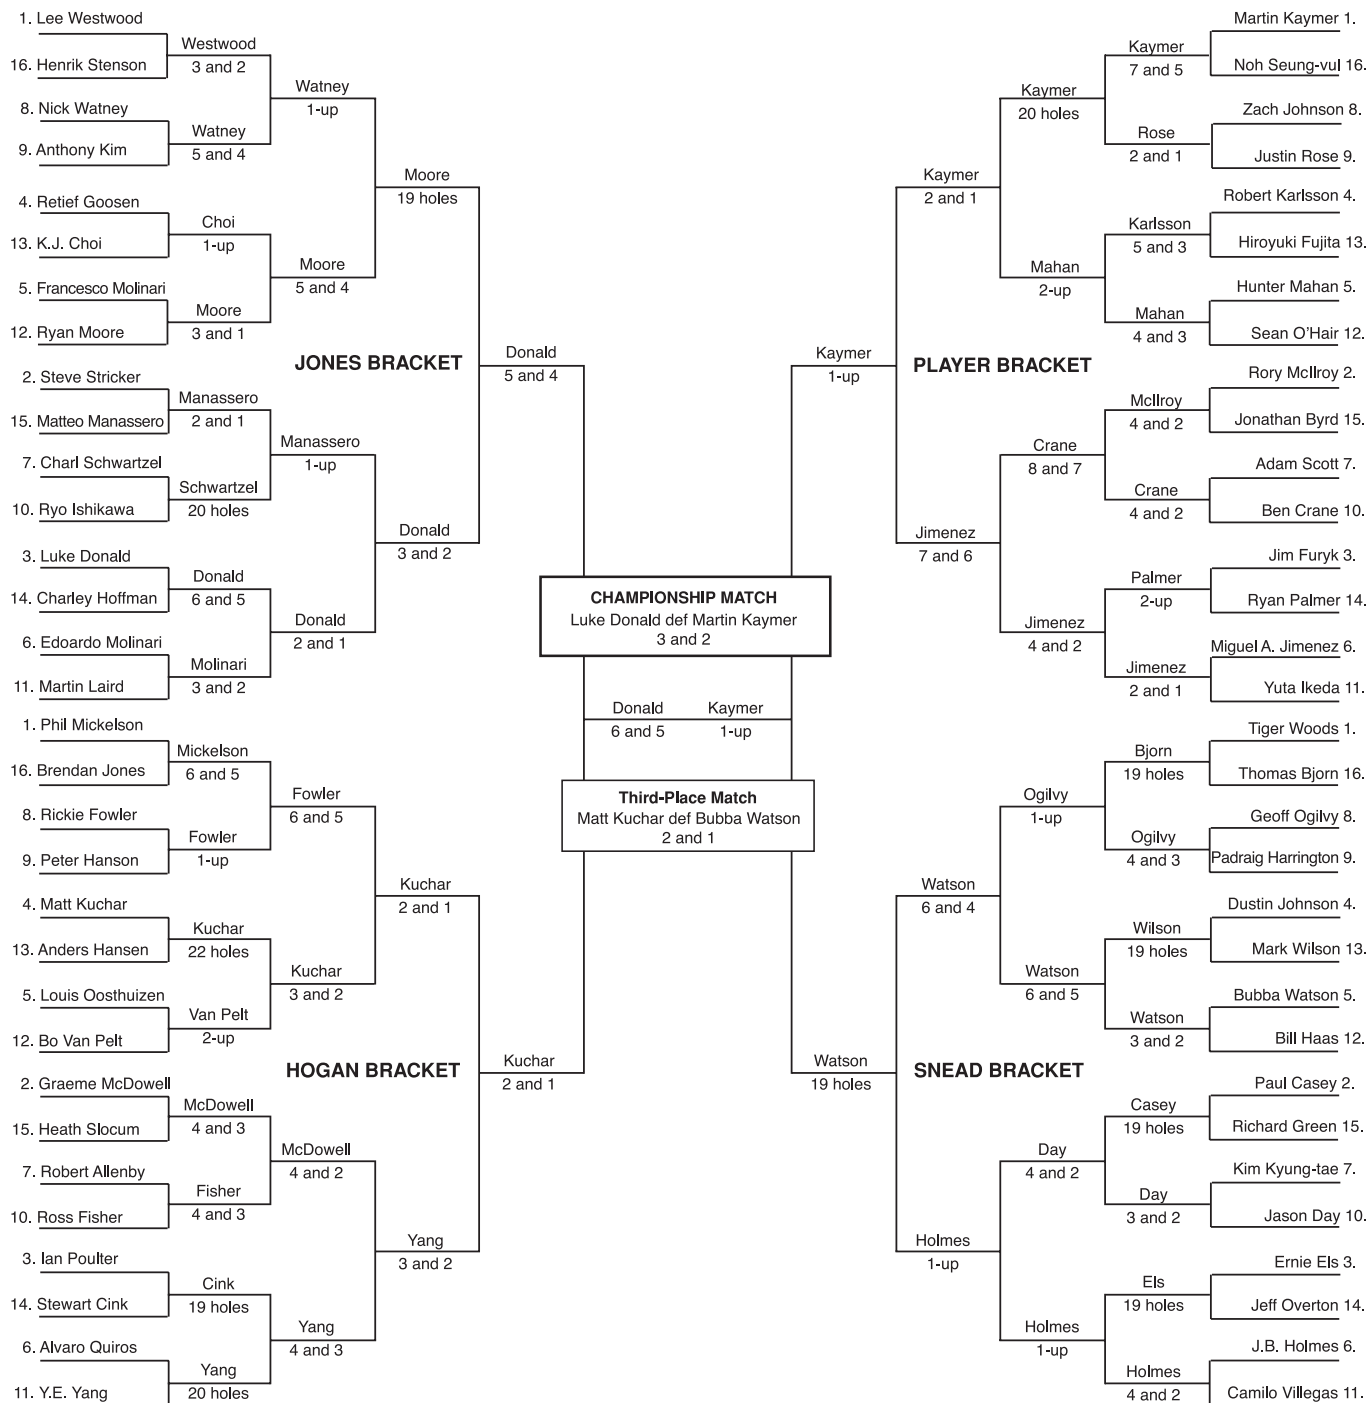 1. Lee Westwood
Westwood
3 and 2
16. Henrik Stenson
Watney
1-up
8. Nick Watney
Watney
5 and 4
9. Anthony Kim
Moore
19 holes
4. Retief Goosen
Choi
1-up
13. K.J. Choi
Moore
5 and 4
5. Francesco Molinari
Moore
3 and 1
12. Ryan Moore
JONES BRACKET
Donald
5 and 4
2. Steve Stricker
Manassero
2 and 1
15. Matteo Manassero
Manassero
1-up
7. Charl Schwartzel
Schwartzel
20 holes
10. Ryo Ishikawa
Donald
3 and 2
3. Luke Donald
Donald
6 and 5
14. Charley Hoffman
Donald
2 and 1
6. Edoardo Molinari
Molinari
3 and 2
11. Martin Laird
1. Phil Mickelson
Mickelson
6 and 5
16. Brendan Jones
Fowler
6 and 5
8. Rickie Fowler
Fowler
1-up
9. Peter Hanson
Kuchar
2 and 1
4. Matt Kuchar
Kuchar
22 holes
13. Anders Hansen
Kuchar
3 and 2
5. Louis Oosthuizen
Van Pelt
2-up
12. Bo Van Pelt
HOGAN BRACKET
Kuchar
2 and 1
2. Graeme McDowell
McDowell
4 and 3
15. Heath Slocum
McDowell
4 and 2
7. Robert Allenby
Fisher
4 and 3
10. Ross Fisher
Yang
3 and 2
3. Ian Poulter
Cink
19 holes
14. Stewart Cink
Yang
4 and 3
6. Alvaro Quiros
Yang
20 holes
11. Y.E. Yang
CHAMPIONSHIP MATCH
Luke Donald def Martin Kaymer
3 and 2
Donald
6 and 5
Kaymer
1-up
Third-Place Match
Matt Kuchar def Bubba Watson
2 and 1
Martin Kaymer 1.
Kaymer
7 and 5
Noh Seung-vul 16.
Kaymer
20 holes
Zach Johnson 8.
Rose
2 and 1
Justin Rose 9.
Kaymer
2 and 1
Robert Karlsson 4.
Karlsson
5 and 3
Hiroyuki Fujita 13.
Mahan
2-up
Hunter Mahan 5.
Mahan
4 and 3
Sean O'Hair 12.
Kaymer
1-up
PLAYER BRACKET
Rory McIlroy 2.
McIlroy
4 and 2
Jonathan Byrd 15.
Crane
8 and 7
Adam Scott 7.
Crane
4 and 2
Ben Crane 10.
Jimenez
7 and 6
Jim Furyk 3.
Palmer
2-up
Ryan Palmer 14.
Jimenez
4 and 2
Miguel A. Jimenez 6.
Jimenez
2 and 1
Yuta Ikeda 11.
Tiger Woods 1.
Bjorn
19 holes
Thomas Bjorn 16.
Ogilvy
1-up
Geoff Ogilvy 8.
Ogilvy
4 and 3
Padraig Harrington 9.
Watson
6 and 4
Dustin Johnson 4.
Wilson
19 holes
Mark Wilson 13.
Watson
6 and 5
Bubba Watson 5.
Watson
3 and 2
Bill Haas 12.
Watson
19 holes
SNEAD BRACKET
Paul Casey 2.
Casey
19 holes
Richard Green 15.
Day
4 and 2
Kim Kyung-tae 7.
Day
3 and 2
Jason Day 10.
Holmes
1-up
Ernie Els 3.
Els
19 holes
Jeff Overton 14.
Holmes
1-up
J.B. Holmes 6.
Holmes
4 and 2
Camilo Villegas 11.